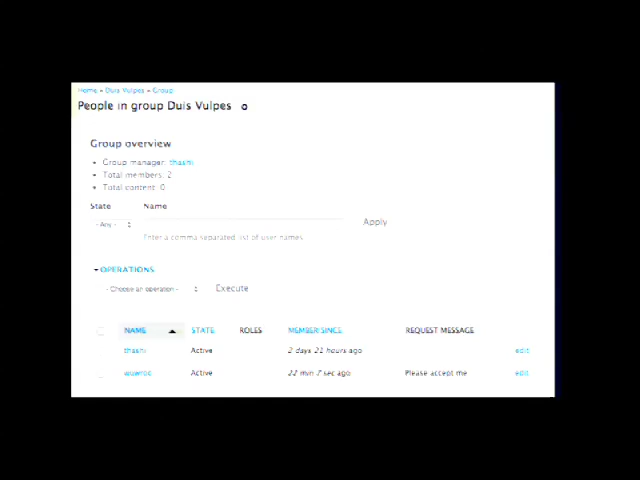 Home » Duis Vulpes » Group
People in group Duis Vulpes
Group overview
• Group manager: thashi
• Total members: 2
• Total content: 0
State Name
- Any - Apply
Enter a comma separated list of user names.
OPERATIONS
- Choose an operation - Execute
NAME STATE ROLES MEMBER SINCE REQUEST MESSAGE
thashi Active 2 days 21 hours ago edit
Active 22 min 7 sec ago Please accept me edit